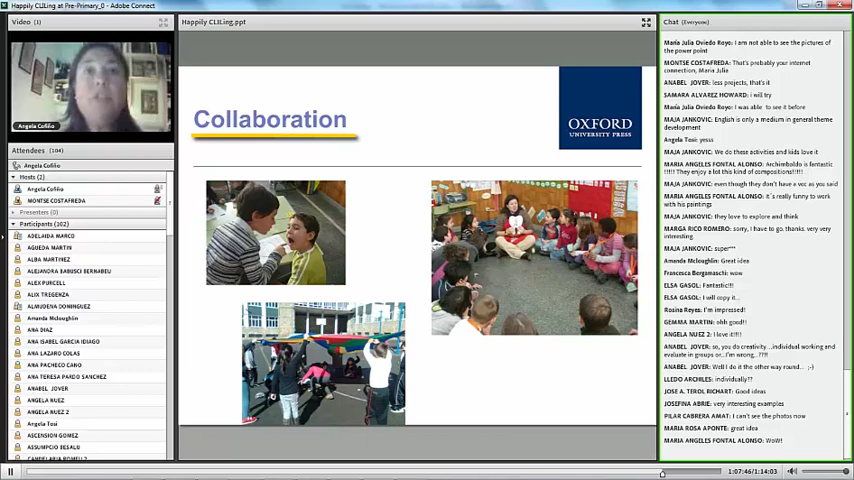 Happily CLILing at Pre-Primary_0 - Adobe Connect
Video (1)
Angela Cofiño
Attendees (104)
Angela Cofiño
Hosts (2)
Angela Cofiño
MONTSE COSTAFREDA
Presenters (0)
Participants (102)
ADELAIDA MARCO
AGUEDA MARTIN
ALBA MARTINEZ
ALEJANDRA BABUSCI BERNABEU
ALEX PURCELL
ALIX TREGENZA
ALMUDENA DOMINGUEZ
Amanda Mcloughlin
ANA DIAZ
ANA ISABEL GARCIA IDIAGO
ANA LAZARO COLAS
ANA PACHECO CANO
ANA TERESA PARDO SANCHEZ
ANABEL JOVER
ANGELA NUEZ
ANGELA NUEZ 2
Angela Tosi
ASCENSION GOMEZ
ASSUMPCIO BESALU
Happily CLILing.ppt
Collaboration
OXFORD
UNIVERSITY PRESS
Chat (Everyone)
María Julia Oviedo Royo: I am not able to see the pictures of
the power point
MONTSE COSTAFREDA: That's probably your internet
connection, Maria Julia
ANABEL JOVER: less projects, that's it
SAMARA ALVAREZ HOWARD: i will try
María Julia Oviedo Royo: I was able to see it before
MAJA JANKOVIC: English is only a medium in general theme
development
Angela Tosi: yesss
MAJA JANKOVIC: We do these activities and kids love it
MARIA ANGELES FONTAL ALONSO: Archimboldo is fantastic
!!!!! They enjoy a lot this kind of compositions!!!!
MAJA JANKOVIC: even though they don't have a voc as you said
MARIA ANGELES FONTAL ALONSO: it´s really funny to
work with his paintings
MAJA JANKOVIC: they love to explore and think
MARGA RICO ROMERO: sorry, I have to go. thanks. very very
interesting
MAJA JANKOVIC: super***
Amanda Mcloughlin: Great idea
Francesca Bergamaschi: wow
ELSA GASOL: Fantastic!!!
ELSA GASOL: I will copy it...
Rosina Reyes: I'm impressed!
GEMMA MARTIN: ohh good!!
ANGELA NUEZ 2: I love it!!!!
ANABEL JOVER: so, you do creativity ...individual working and
evaluate in groups or...I'm wrong...???!!
ANABEL JOVER: Well I do it the other way round... ;-)
LLEDO ARCHILES: individually??
JOSE A. TEROL RICHART: Good ideas
JOSEFINA ABRIE: very interesting examples
PILAR CABRERA AMAT: I can't see the photos now
MARIA ROSA APONTE: great idea
MARIA ANGELES FONTAL ALONSO: WoW!
1:07:46/1:14:03